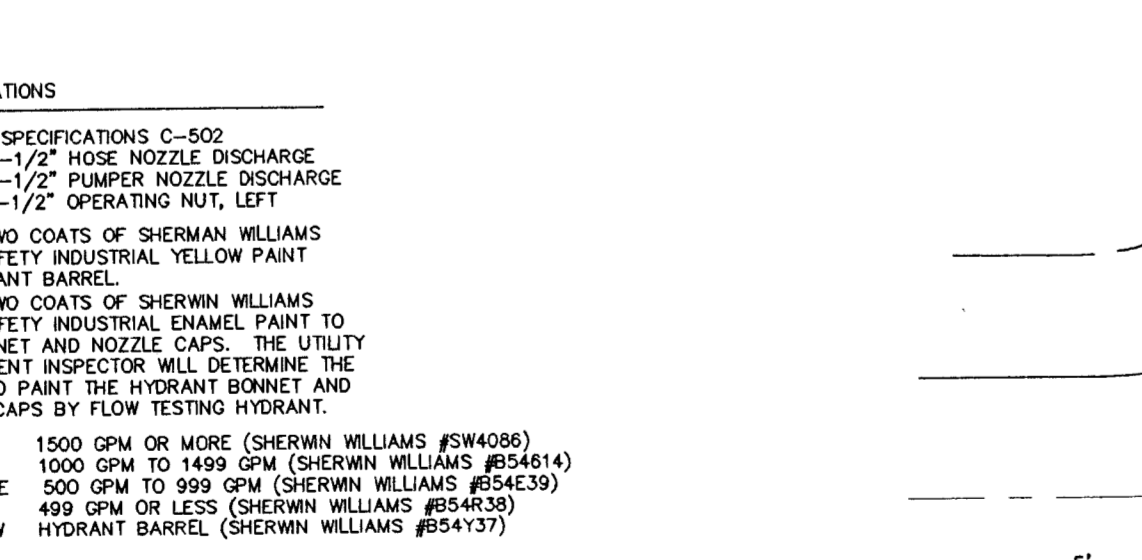 ATIONS
SPECIFICATIONS C-502
-1/2" HOSE NOZZLE DISCHARGE
-1/2" PUMPER NOZZLE DISCHARGE
-1/2" OPERATING NUT, LEFT
WO COATS OF SHERMAN WILLIAMS
FETY INDUSTRIAL YELLOW PAINT
ANT BARREL.
WO COATS OF SHERWIN WILLIAMS
FETY INDUSTRIAL ENAMEL PAINT TO
NET AND NOZZLE CAPS. THE UTILITY
ENT INSPECTOR WILL DETERMINE THE
O PAINT THE HYDRANT BONNET AND
CAPS BY FLOW TESTING HYDRANT.
1500 GPM OR MORE (SHERWIN WILLIAMS #SW4086)
1000 GPM TO 1499 GPM (SHERWIN WILLIAMS #B54614)
E 500 GPM TO 999 GPM (SHERWIN WILLIAMS #B54E39)
499 GPM OR LESS (SHERWIN WILLIAMS #B54R38)
W HYDRANT BARREL (SHERWIN WILLIAMS #B54Y37)
5'